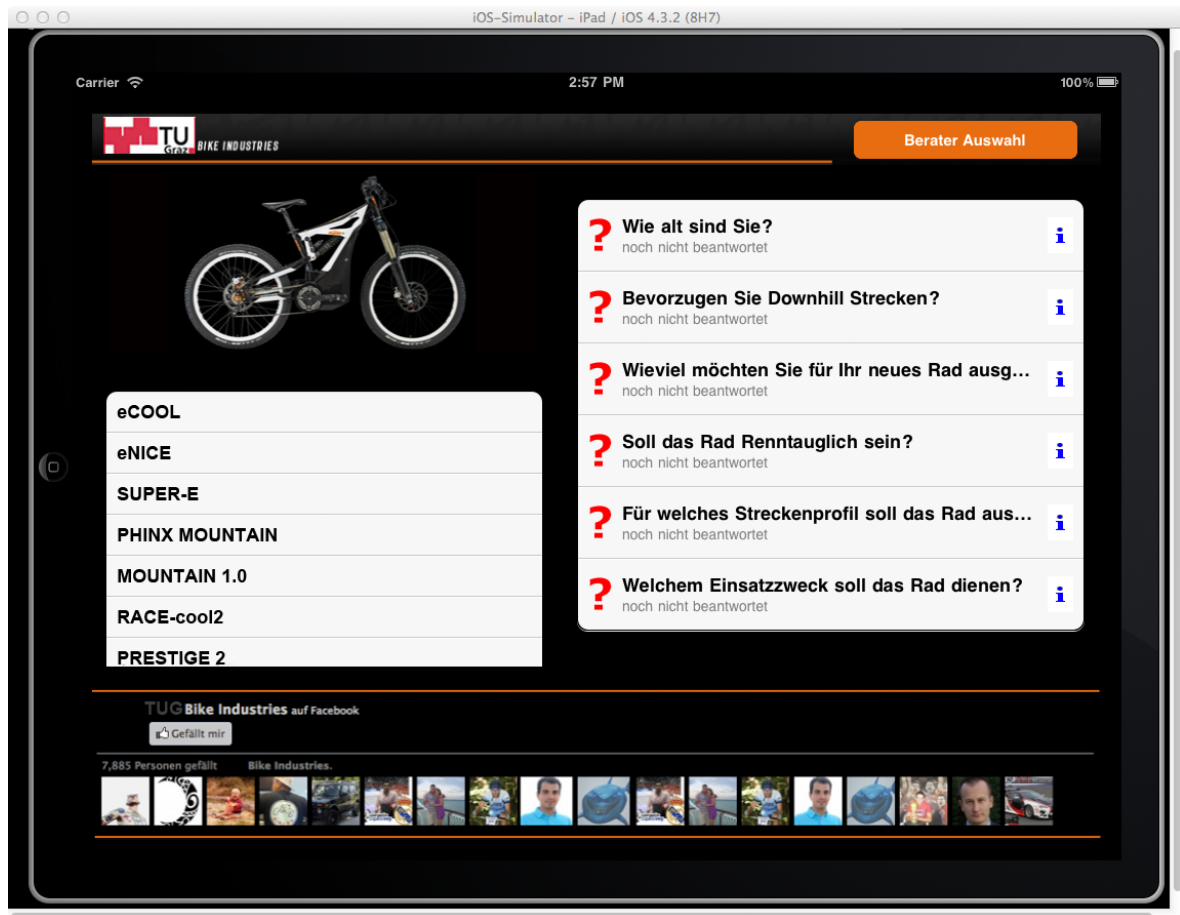 iOS-Simulator – iPad / iOS 4.3.2 (8H7)
Carrier
2:57 PM
100%
TU
Graz
BIKE INDUSTRIES
Berater Auswahl
eCOOL
eNICE
SUPER-E
PHINX MOUNTAIN
MOUNTAIN 1.0
RACE-cool2
PRESTIGE 2
? Wie alt sind Sie? i
noch nicht beantwortet
? Bevorzugen Sie Downhill Strecken? i
noch nicht beantwortet
? Wieviel möchten Sie für Ihr neues Rad ausg... i
noch nicht beantwortet
? Soll das Rad Renntauglich sein? i
noch nicht beantwortet
? Für welches Streckenprofil soll das Rad aus... i
noch nicht beantwortet
? Welchem Einsatzzweck soll das Rad dienen? i
noch nicht beantwortet
TUG Bike Industries auf Facebook
Gefällt mir
7,885 Personen gefällt Bike Industries.